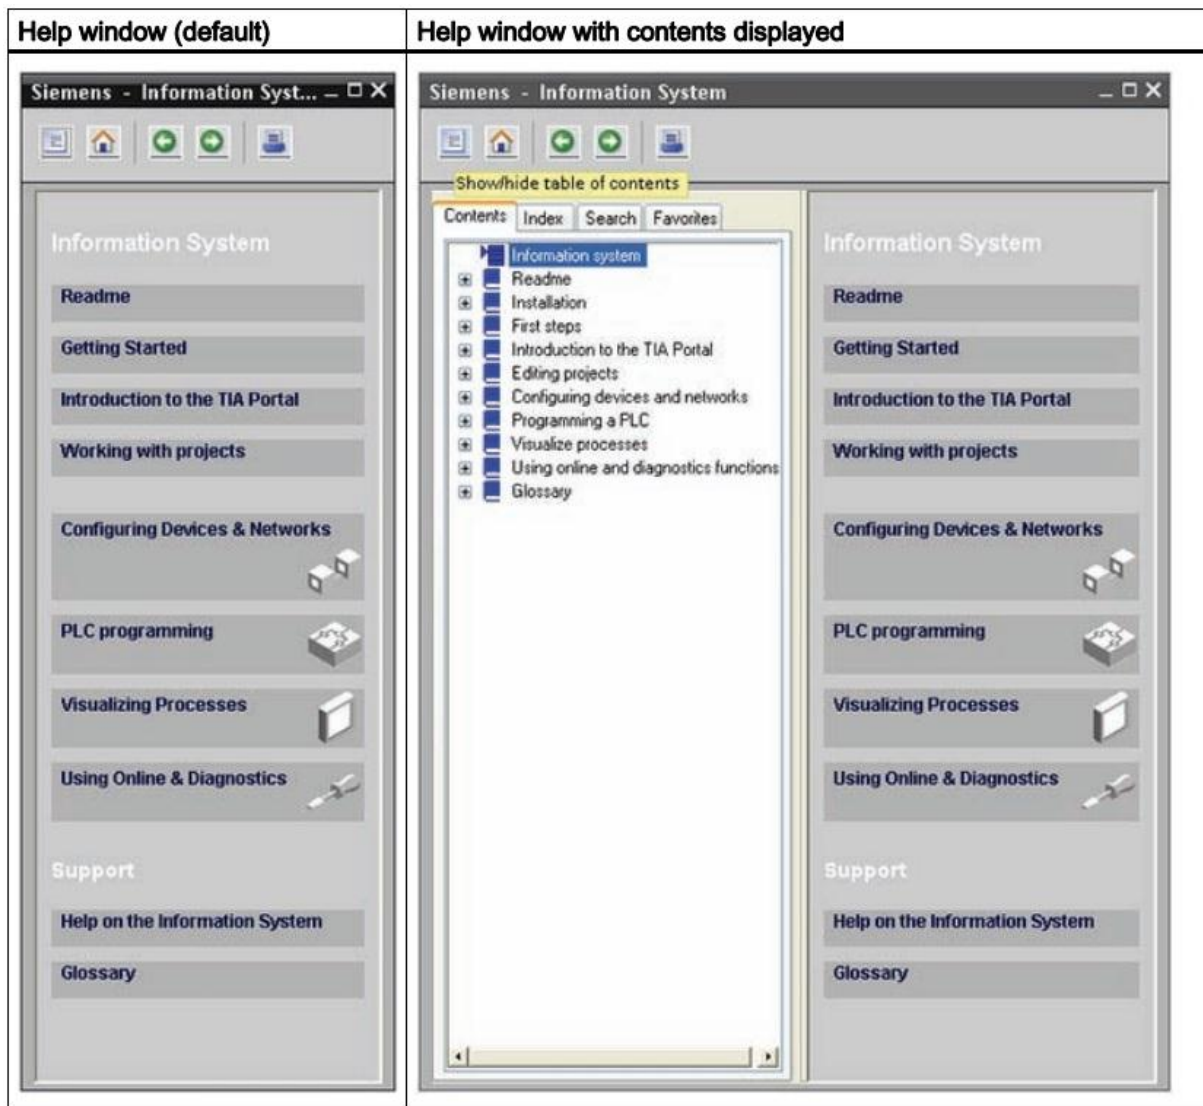 Help window (default)
Help window with contents displayed
Siemens - Information Syst...
Information System
Readme
Getting Started
Introduction to the TIA Portal
Working with projects
Configuring Devices & Networks
PLC programming
Visualizing Processes
Using Online & Diagnostics
Support
Help on the Information System
Glossary
Siemens - Information System
Show/hide table of contents
Contents Index Search Favorites
Information system
Readme
Installation
First steps
Introduction to the TIA Portal
Editing projects
Configuring devices and networks
Programming a PLC
Visualize processes
Using online and diagnostics functions
Glossary
Information System
Readme
Getting Started
Introduction to the TIA Portal
Working with projects
Configuring Devices & Networks
PLC programming
Visualizing Processes
Using Online & Diagnostics
Support
Help on the Information System
Glossary